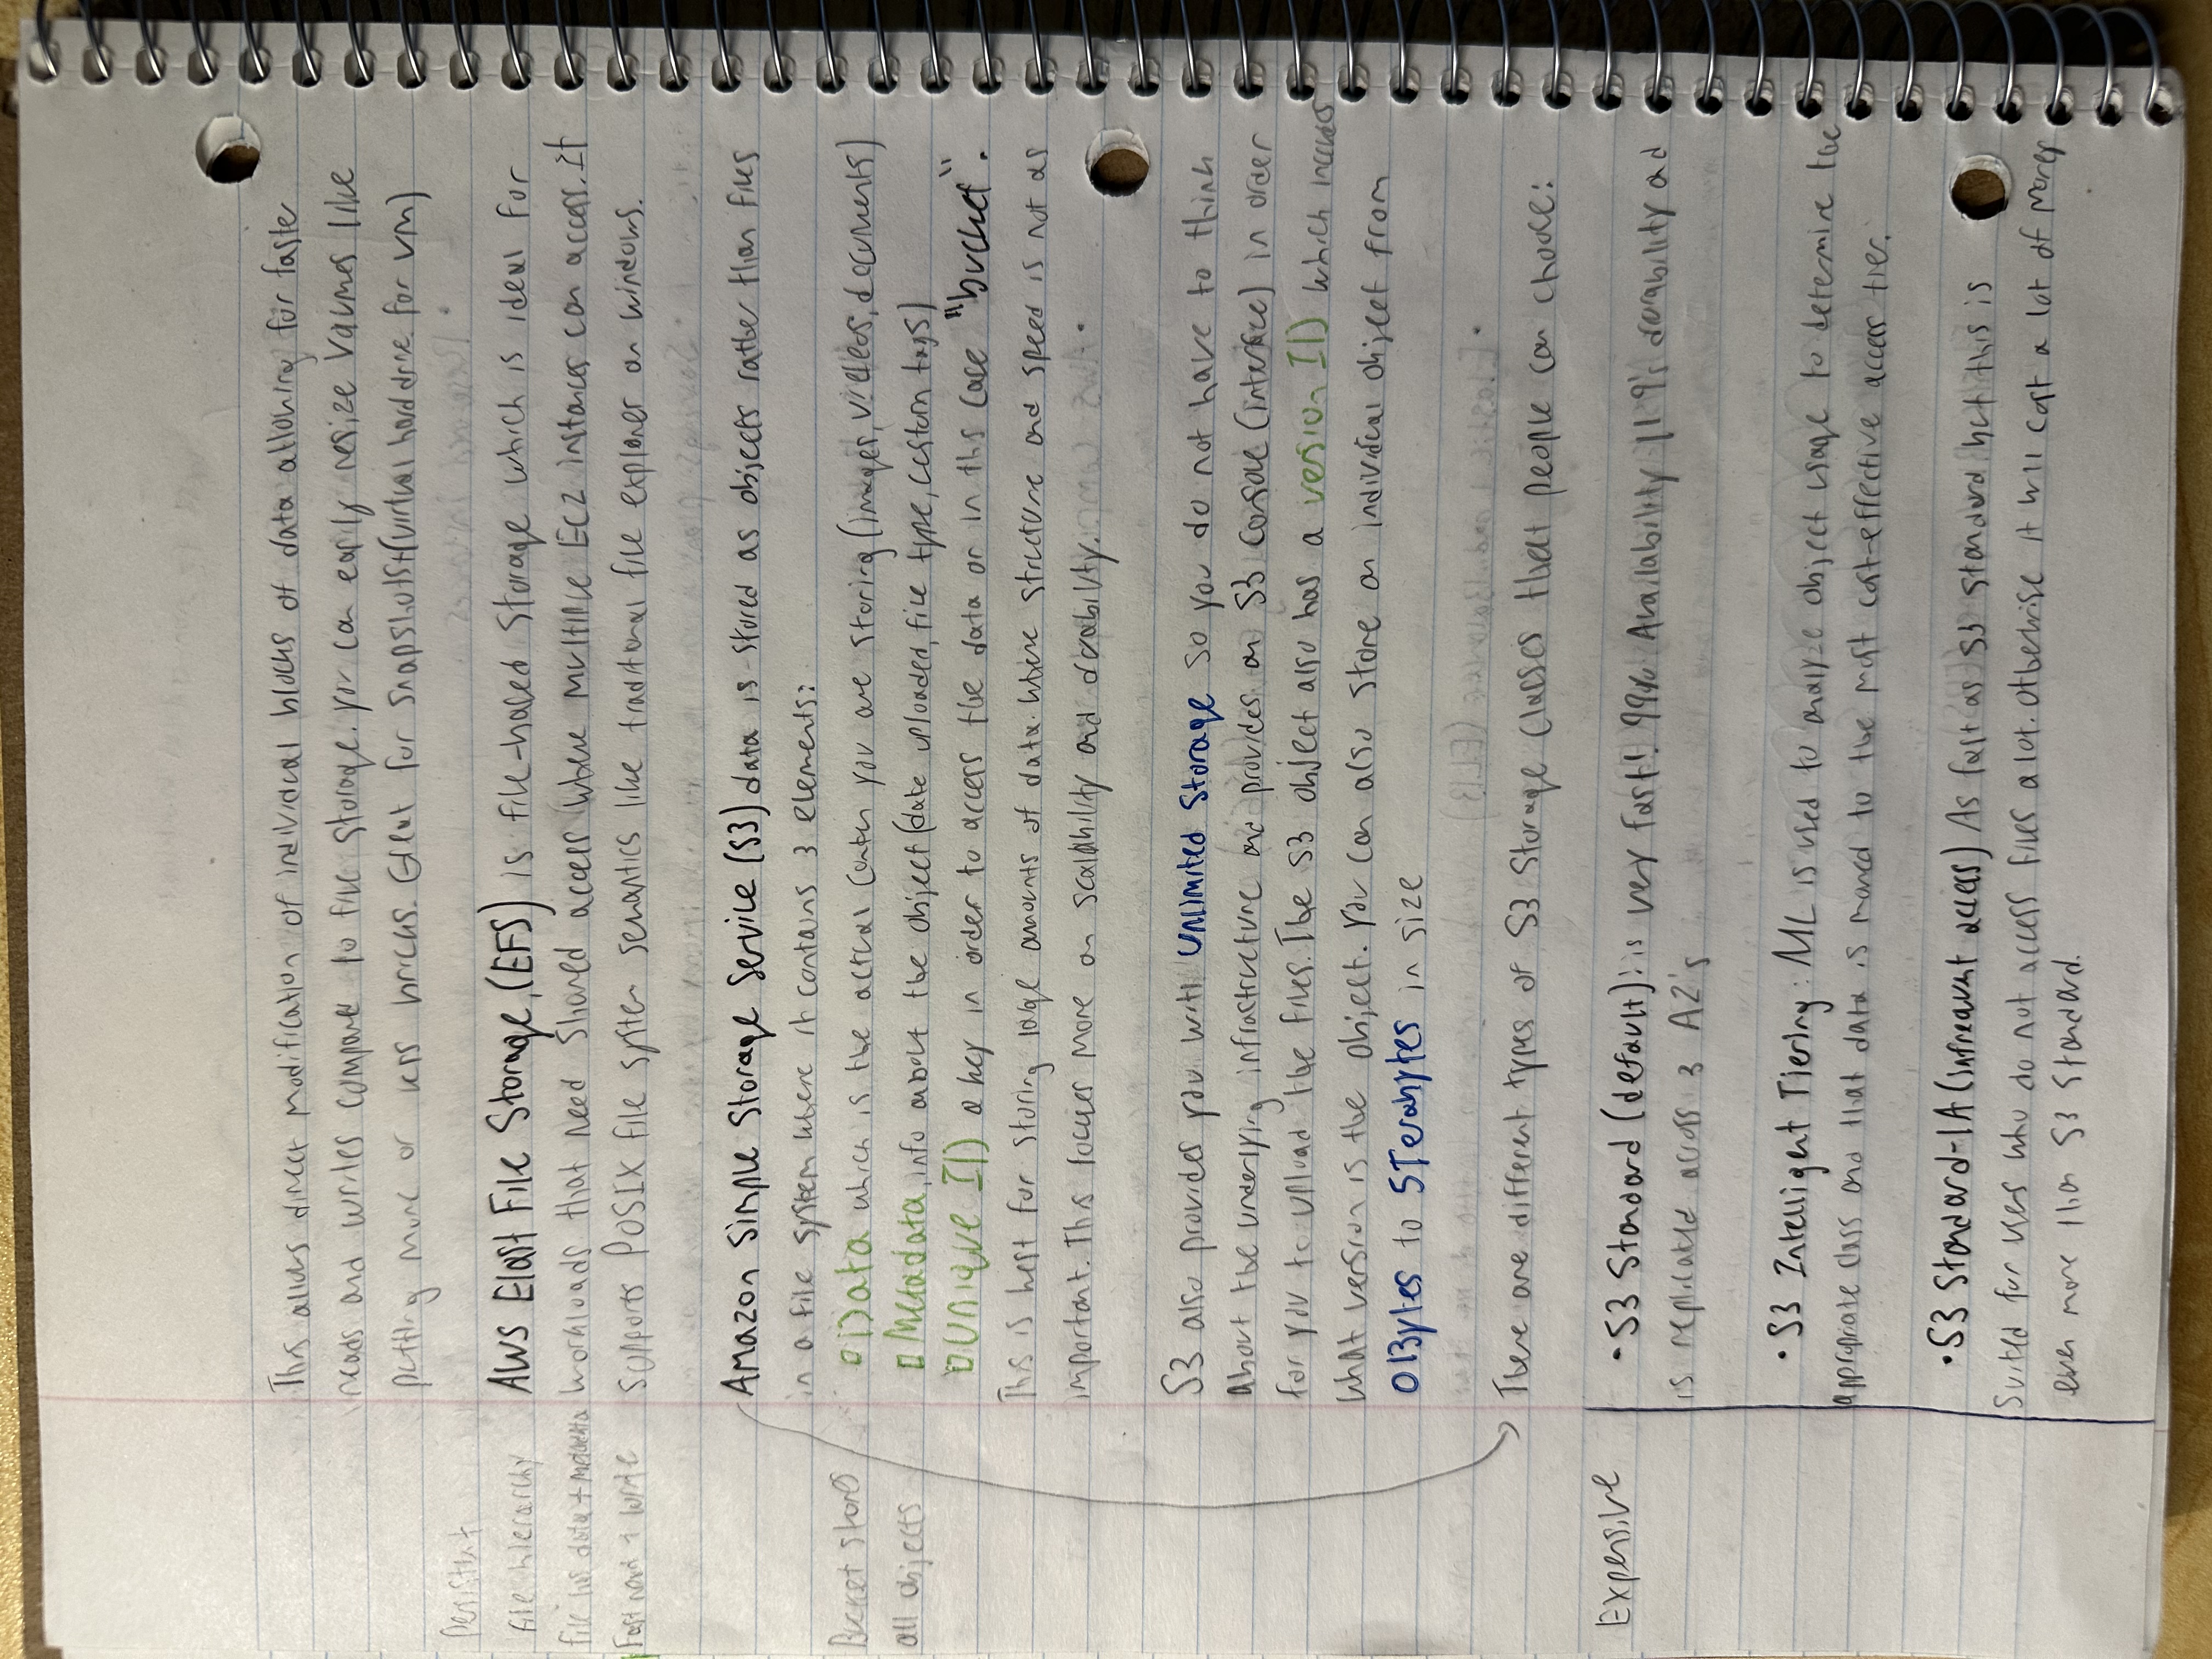 This allows direct modification of individual blocks of data allowing for faster
reads and writes compare to file storage. You can easily resize Volumes like
putting more or less bricks. Great for snapshots+(virtual hard drive for VM)
Persistent
AWS Elast File Storage, (EFS) is file-based storage which is ideal for
file hierarchy
workloads that need shared access where multiple EC2 instances can access. It
file has data + metadata
supports POSIX file system semantics like traditional file explorer on windows.
Fast read + write
Amazon Simple Storage Service (S3) data is stored as objects rather than files
in a file system where it contains 3 elements:
Bucket stores
Data which is the actual you are storing (images, videos, documents)
all objects
Metadata, info about the object (date uploaded, file type, custom tags)
Unique ID a key in order to access the data or in this case "bucket".
This is best for storing large amounts of data where structure and speed is not as
important. This focuses more on scalability and durability.
S3 also provides you with unlimited storage so you do not have to think
about the underlying infrastructure and provides an S3 console (interface) in order
for you to upload the files. The S3 object also has a version ID which
what version is the object. You can also store an individual object from
0Bytes to 5Terabytes in size
There are different types of S3 Storage classes that people can choose:
Expensive
•S3 Standard (default): is very fast! 99% Availability 11 9's durability and
is replicated across 3 AZ's
•S3 Intelligent Tiering: ML is used to analyze object usage to determine the
appropriate class and that data is moved to the most cost-effective access tier.
•S3 Standard-IA (infrequent access) As fast as S3 standard but this is
suited for users who do not access files a lot. Otherwise it will cost a lot of money
even more than S3 Standard.